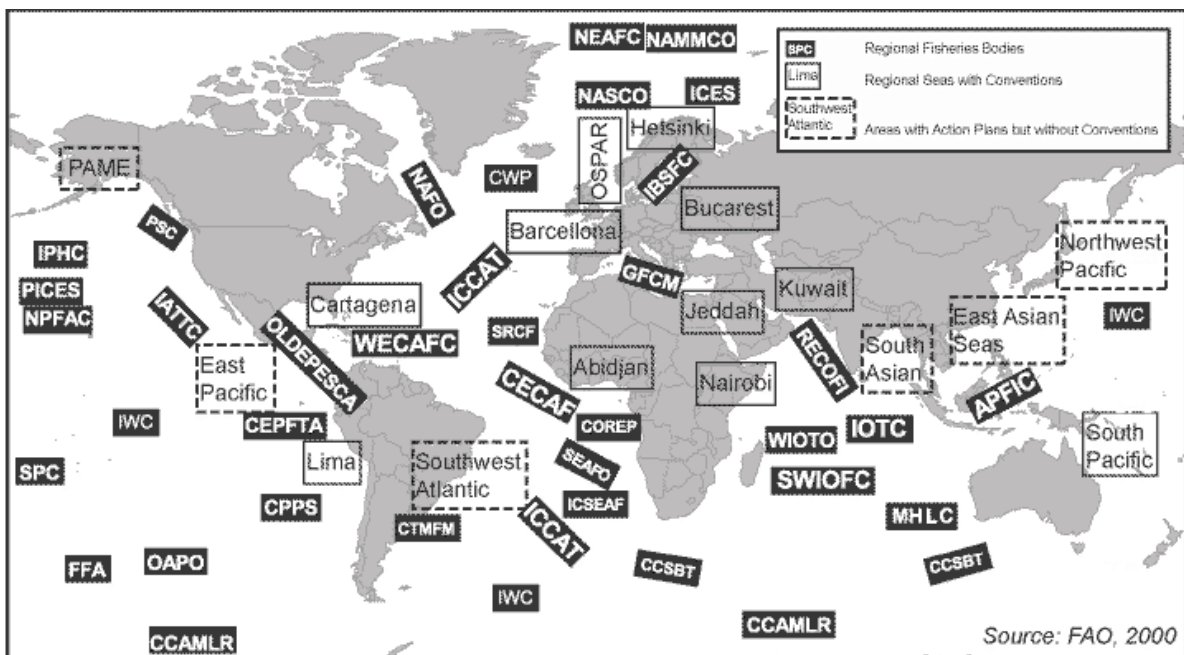 NEAFC
NAMMCO
SPC
Regional Fisheries Bodies
Lima
Regional Seas with Conventions
Southwest
Atlantic
Areas with Action Plans but without Conventions
NASCO
ICES
Helsinki
OSPAR
PAME
NAFO
CWP
IBSFC
Bucarest
PSC
Barcellona
IPHC
ICCAT
GFCM
Northwest
Pacific
PICES
NPFAC
IATTC
Cartagena
Jeddah
Kuwait
IWC
OLDEPESCA
WECAFC
SRCF
RECOFI
South
Asian
East Asian
Seas
East
Pacific
CECAF
Abidjan
Nairobi
APFIC
IWC
CEPFTA
COREP
WIOTO
IOTC
South
Pacific
SPC
Lima
Southwest
Atlantic
SEAFO
SWIOFC
CPPS
CTMFM
ICCAT
ICSEAF
MHLC
FFA
OAPO
CCSBT
CCSBT
IWC
CCAMLR
CCAMLR
Source: FAO, 2000